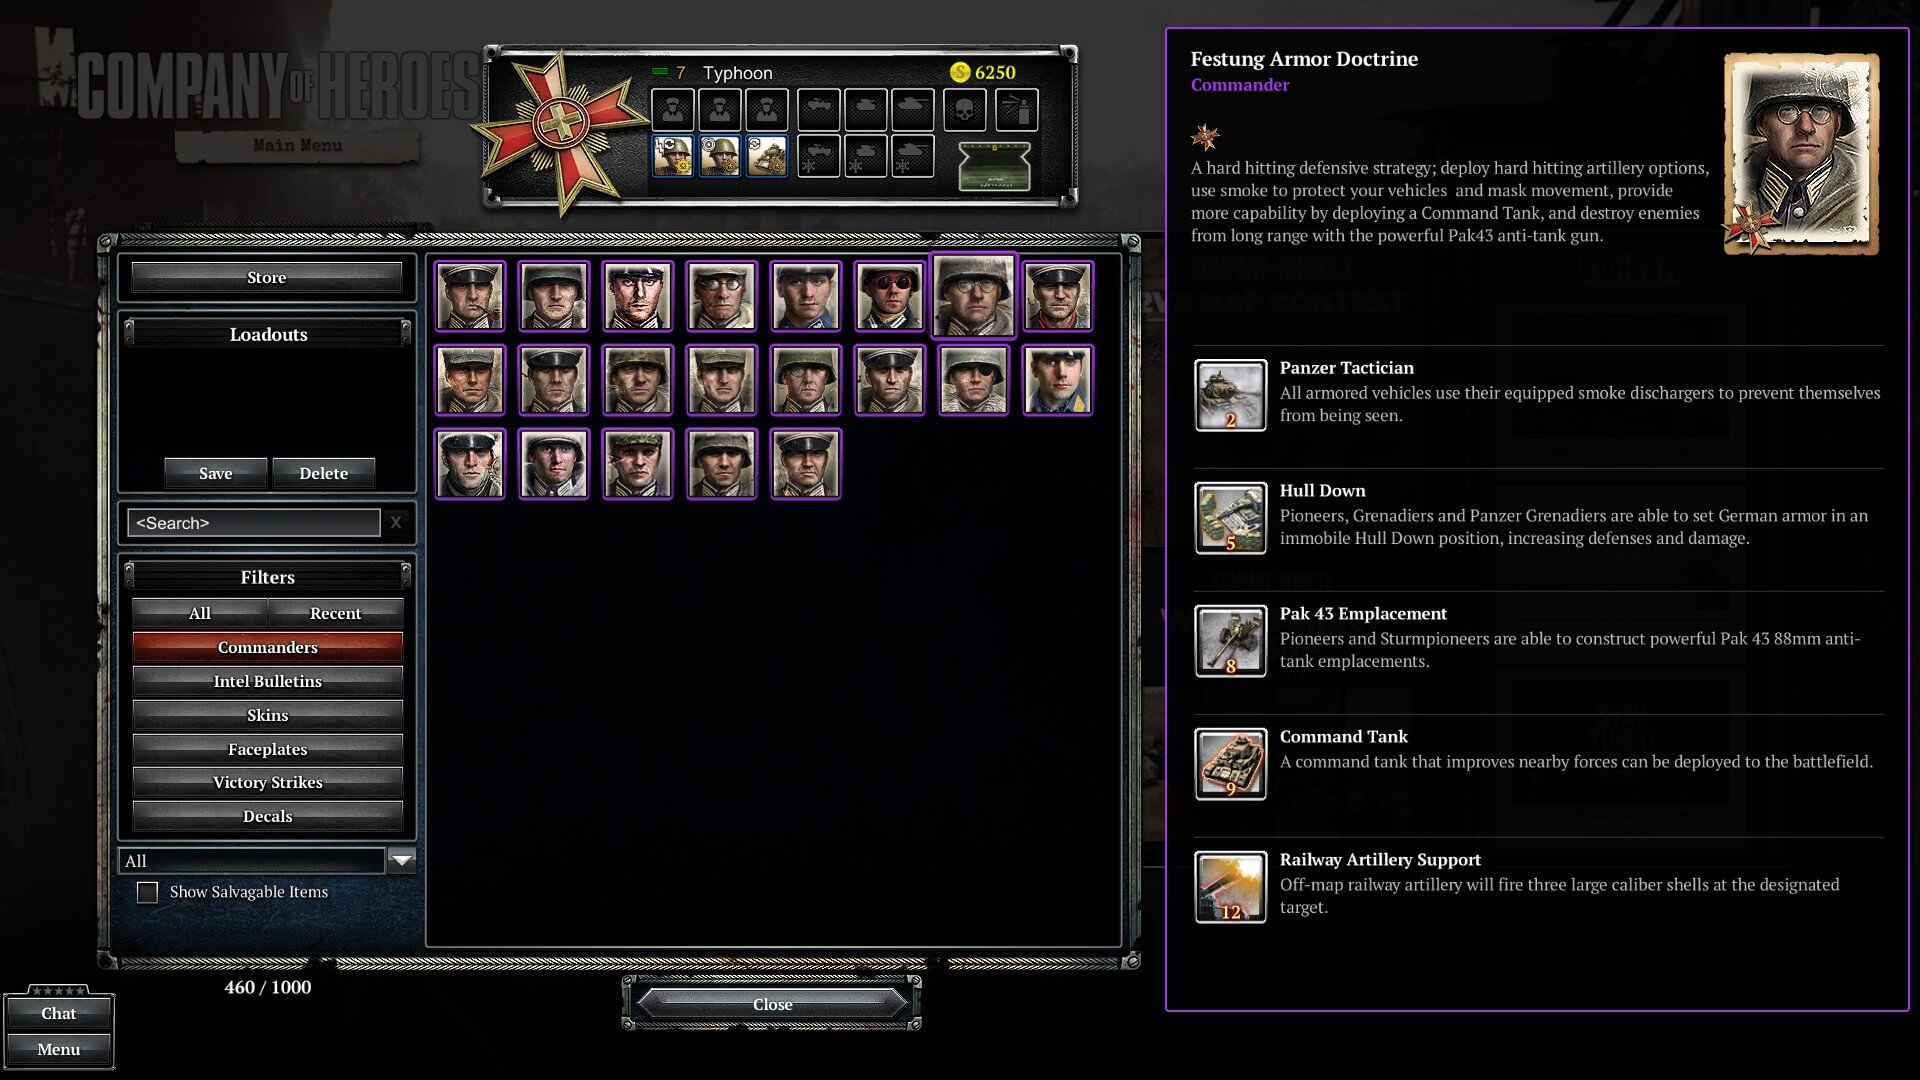 COMPANY OF HEROES
Main Menu
7 Typhoon
6250
Store
Loadouts
Save
Delete
<Search>
X
Filters
All
Recent
Commanders
Intel Bulletins
Skins
Faceplates
Victory Strikes
Decals
All
Show Salvagable Items
460 / 1000
Close
Chat
Menu
Festung Armor Doctrine
Commander
A hard hitting defensive strategy; deploy hard hitting artillery options,
use smoke to protect your vehicles and mask movement, provide
more capability by deploying a Command Tank, and destroy enemies
from long range with the powerful Pak43 anti-tank gun.
Panzer Tactician
All armored vehicles use their equipped smoke dischargers to prevent themselves
from being seen.
2
Hull Down
Pioneers, Grenadiers and Panzer Grenadiers are able to set German armor in an
immobile Hull Down position, increasing defenses and damage.
5
Pak 43 Emplacement
Pioneers and Sturmpioneers are able to construct powerful Pak 43 88mm anti-
tank emplacements.
8
Command Tank
A command tank that improves nearby forces can be deployed to the battlefield.
9
Railway Artillery Support
Off-map railway artillery will fire three large caliber shells at the designated
target.
12